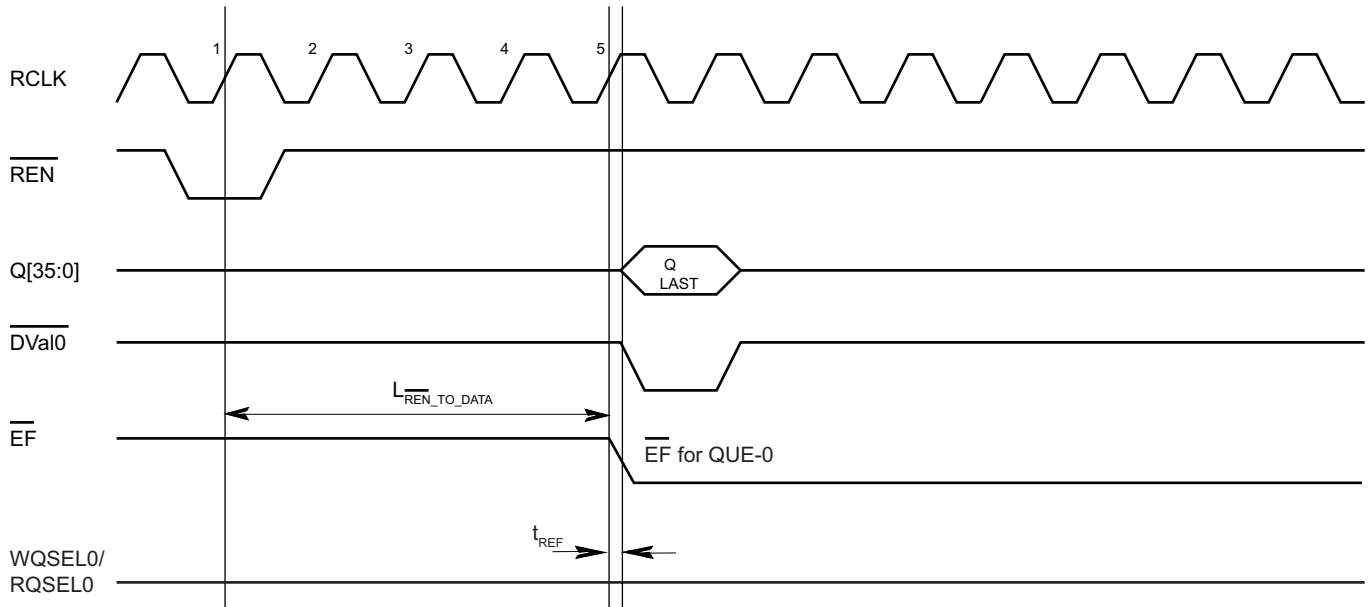 1 2 3 4 5
RCLK
REN
Q[35:0]
Q
LAST
DVal0
LREN_TO_DATA
EF
EF for QUE-0
tREF
WQSEL0/
RQSEL0